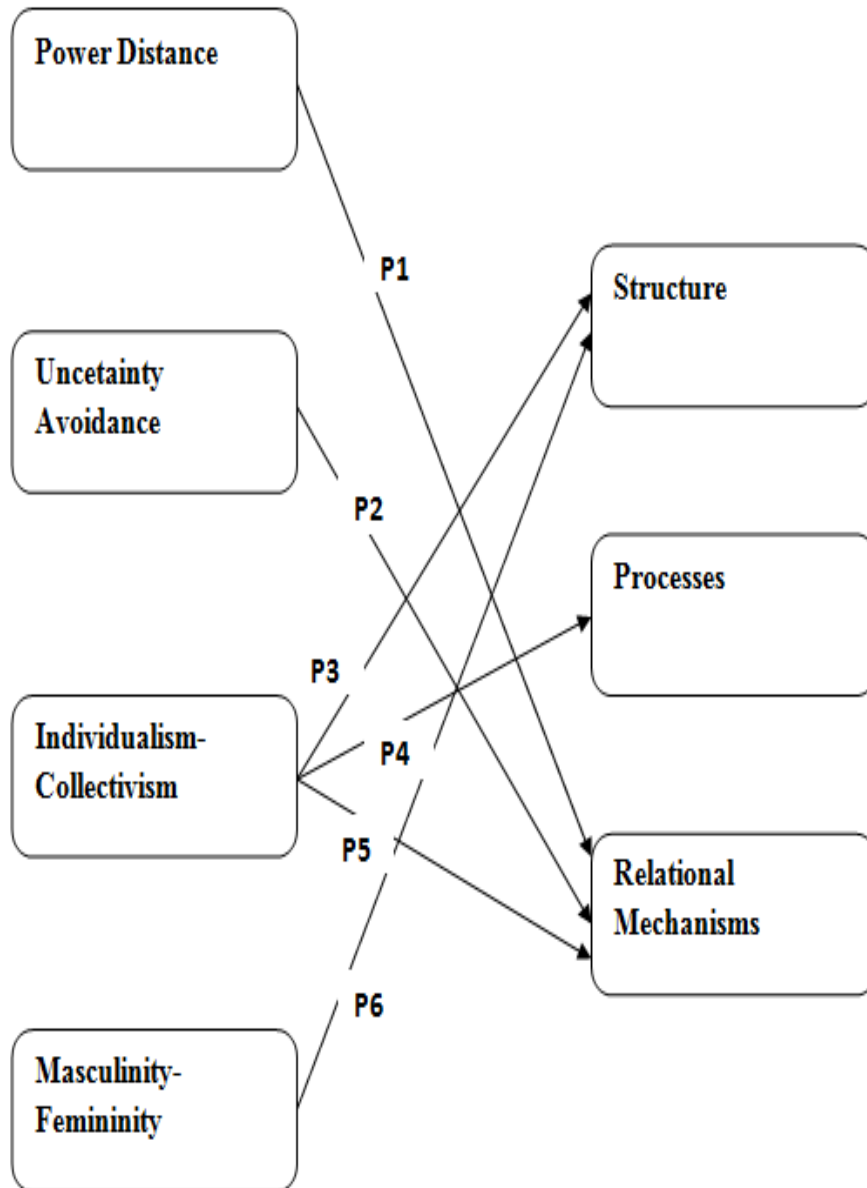 Power Distance
P1
Structure
Uncetainty
Avoidance
P2
Processes
P3
Individualism-
Collectivism
P4
P5
Relational
Mechanisms
P6
Masculinity-
Femininity